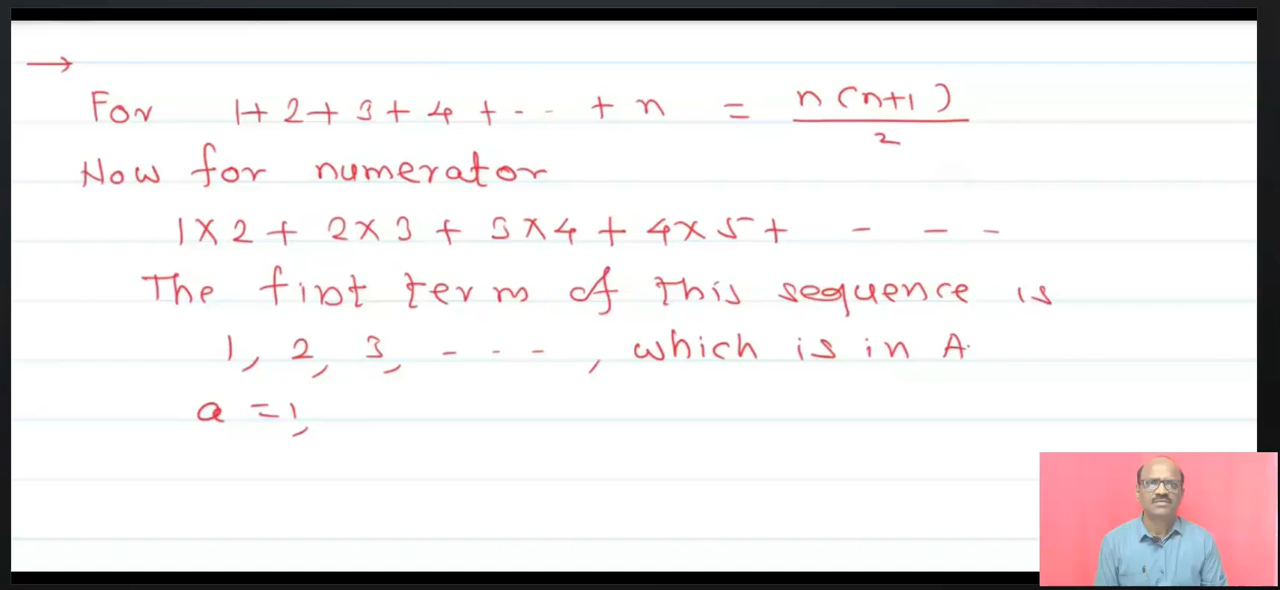 →
For 1+ 2+ 3+ 4 + - - + n = n(n+1) / 2
Now for numerator
1×2 + 2×3 + 3×4 + 4×5 + - - -
The first term of this sequence is
1, 2, 3, - - - , which is in A
a = 1,